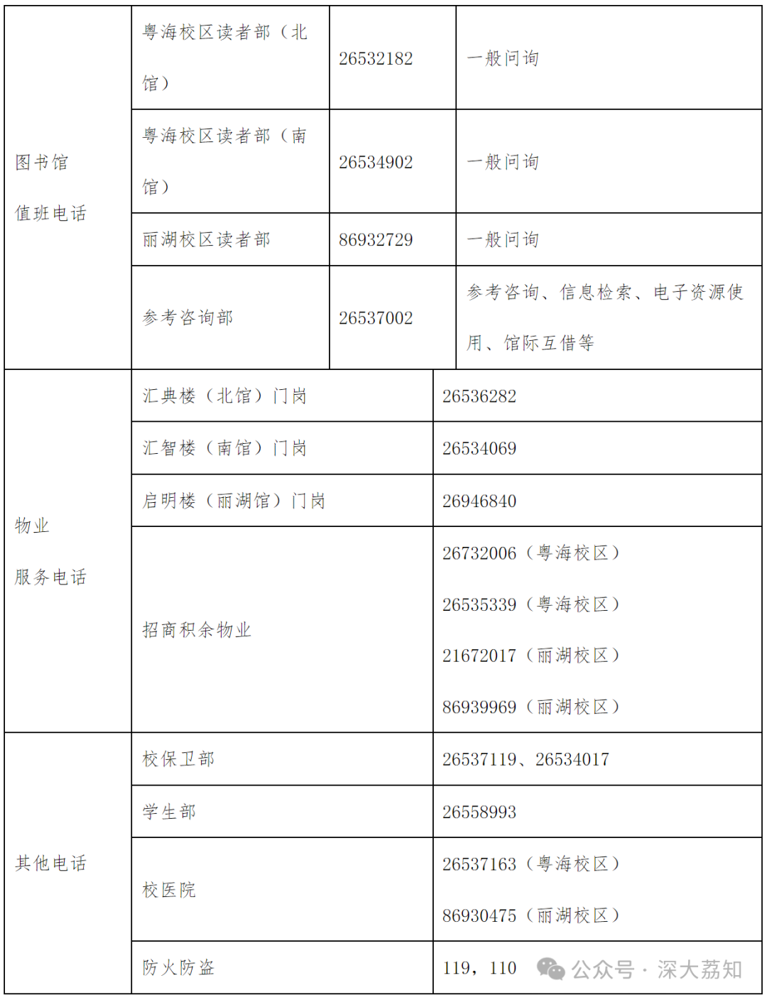 图书馆
值班电话
粤海校区读者部（北
馆）
26532182
一般问询
粤海校区读者部（南
馆）
26534902
一般问询
丽湖校区读者部
86932729
一般问询
参考咨询部
26537002
参考咨询、信息检索、电子资源使
用、馆际互借等
物业
服务电话
汇典楼（北馆）门岗
26536282
汇智楼（南馆）门岗
26534069
启明楼（丽湖馆）门岗
26946840
招商积余物业
26732006（粤海校区）
26535339（粤海校区）
21672017（丽湖校区）
86939969（丽湖校区）
其他电话
校保卫部
26537119、26534017
学生部
26558993
校医院
26537163（粤海校区）
86930475（丽湖校区）
防火防盗
119，110
公众号·深大荔知